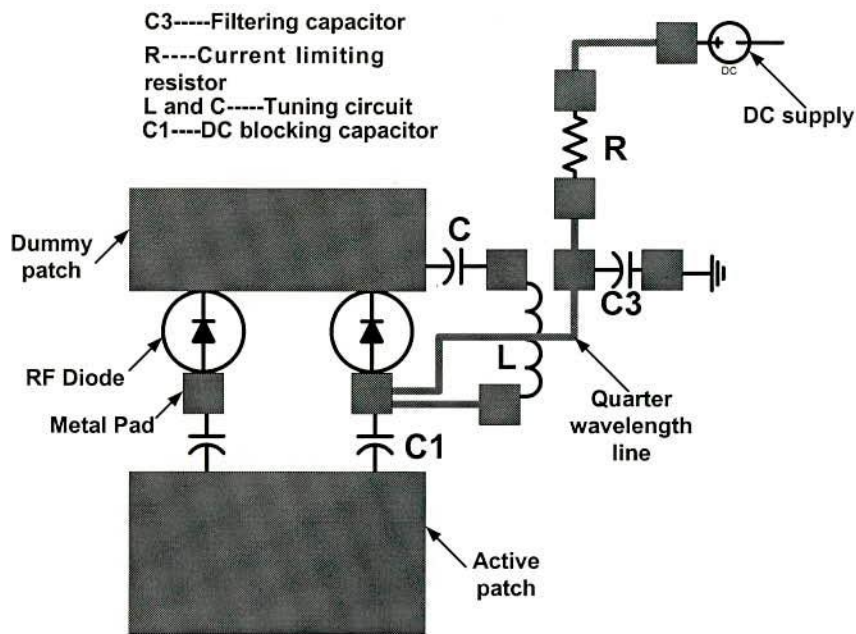 C3-----Filtering capacitor
R----Current limiting
resistor
L and C-----Tuning circuit
C1----DC blocking capacitor
DC
DC supply
R
Dummy
patch
C
C3
RF Diode
L
Metal Pad
Quarter
wavelength
line
C1
Active
patch